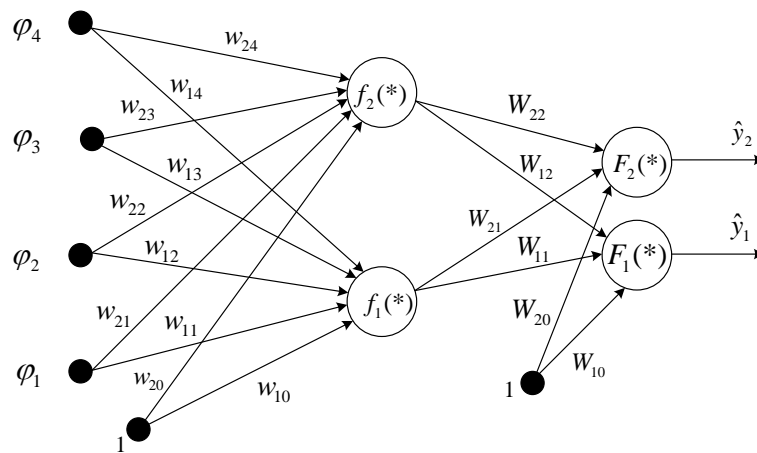 φ₄
w₂₄
w₁₄
f₂(*)
w₂₃
W₂₂
ŷ₂
φ₃
w₁₃
W₁₂
F₂(*)
w₂₂
W₂₁
ŷ₁
φ₂
w₁₂
W₁₁
F₁(*)
f₁(*)
w₂₁
w₁₁
W₂₀
φ₁
w₂₀
w₁₀
W₁₀
1
1